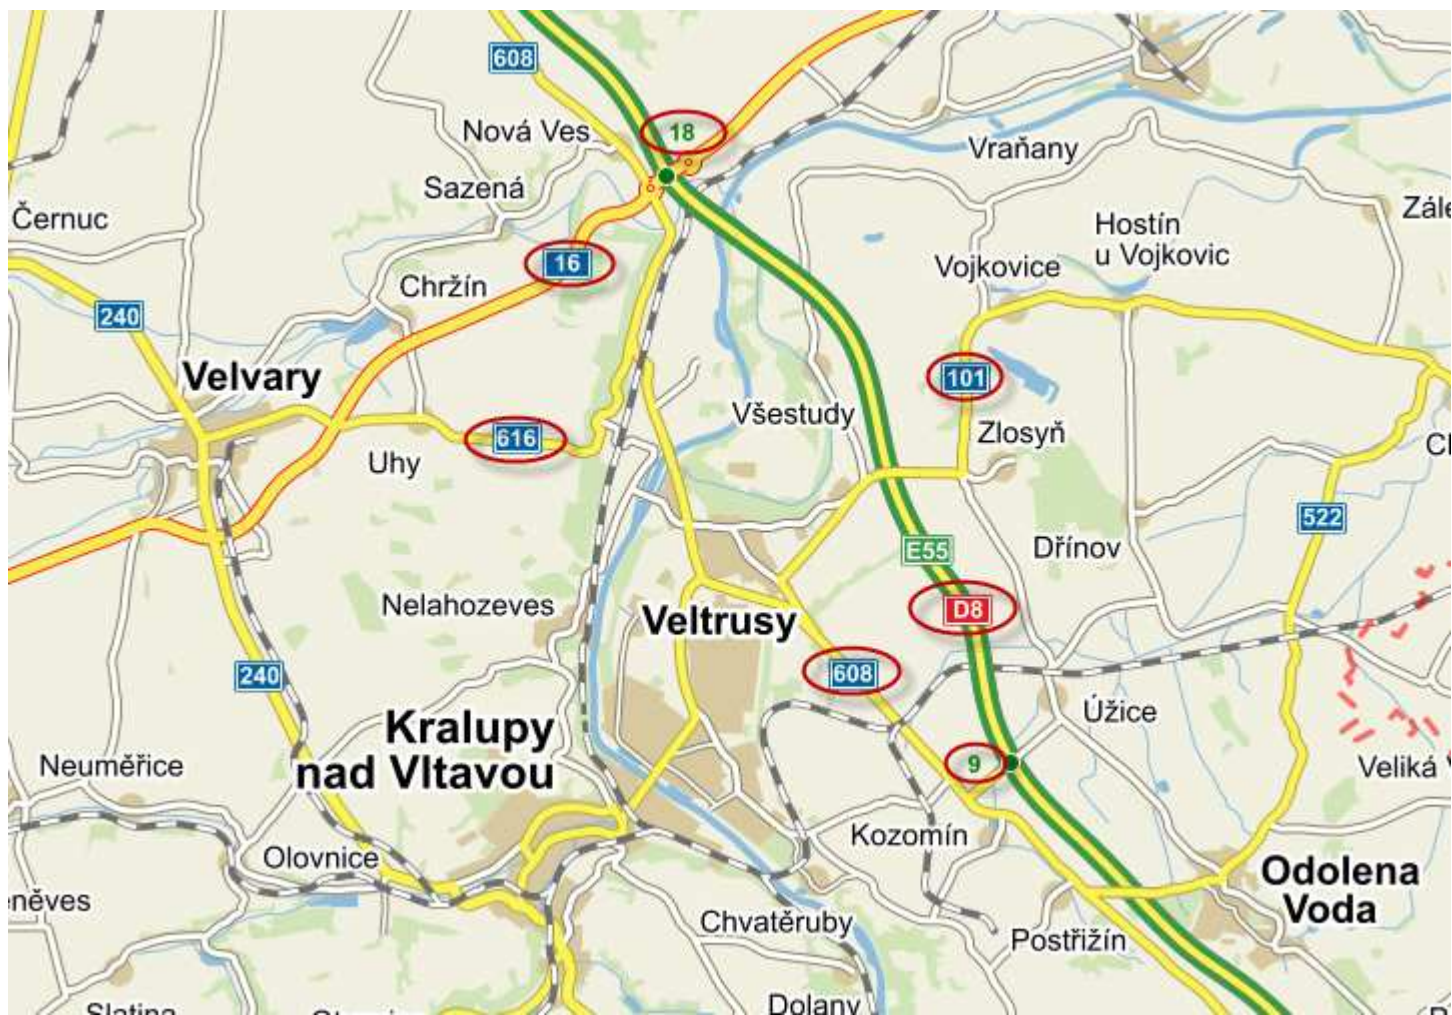 608
18
Nová Ves
Vraňany
Sazená
Černuc
Hostín
u Vojkovic
16
Vojkovice
Chržín
240
Velvary
101
Všestudy
616
Zlosyň
Uhy
522
E55
Dřínov
Nelahozeves
D8
Veltrusy
608
240
Úžice
Kralupy
nad Vltavou
Neuměřice
9
Veliká
Kozomín
Olovnice
Odolena
Voda
Chvatěruby
Postřižín
Dolany
Slatina